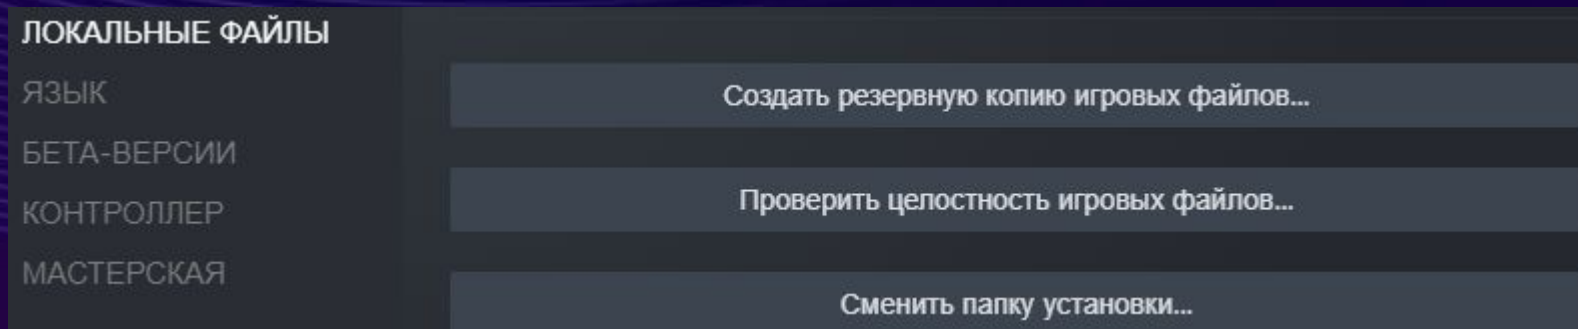 ЛОКАЛЬНЫЕ ФАЙЛЫ
ЯЗЫК
БЕТА-ВЕРСИИ
КОНТРОЛЛЕР
МАСТЕРСКАЯ
Создать резервную копию игровых файлов...
Проверить целостность игровых файлов...
Сменить папку установки...